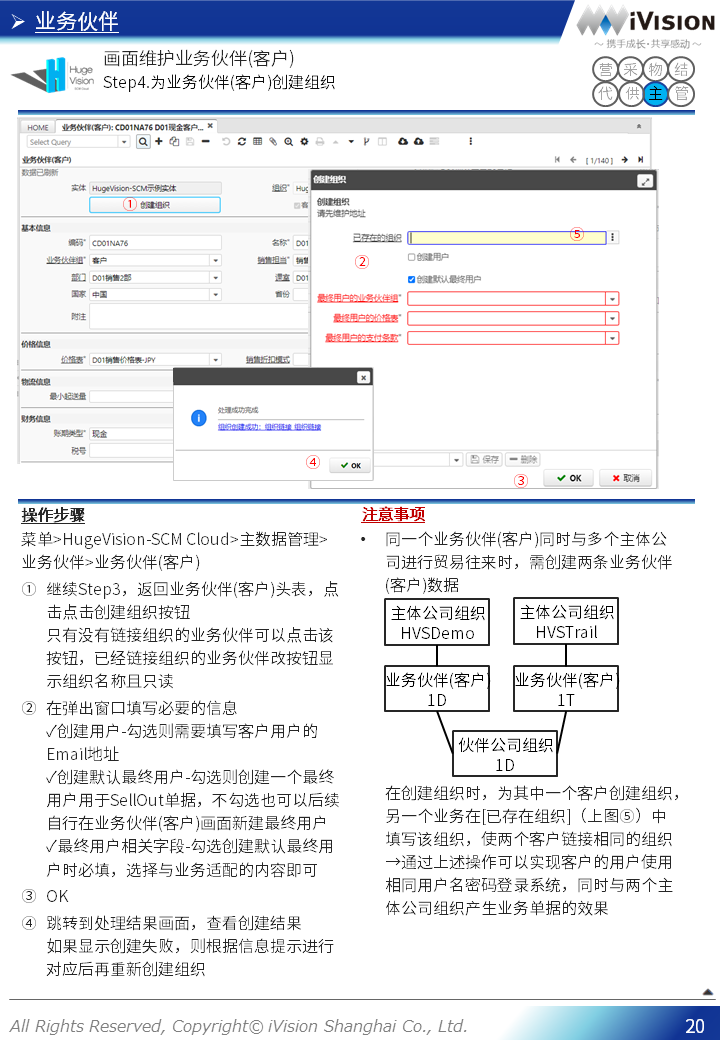 ➢ 业务伙伴
iVision
～ 携手成长·共享感动 ～
Huge
Vision
画面维护业务伙伴(客户)
Step4.为业务伙伴(客户)创建组织
营 采 物 结
代 供 主 管
HOME 业务伙伴(客户): CD01NA76 D01现金客户... ×
Select Query
业务伙伴(客户)
[ 1/140 ]
数据已刷新
实体 HugeVision-SCM示例实体 组织* Hug
① 创建组织 客
基本信息
编码* CD01NA76 名称* D01
业务伙伴组* 客户 销售担当* 销售
部门 D01销售2部 课室 D01
国家 中国 省份
附注
价格信息
价格表* D01销售价格表-JPY 销售折扣模式
物流信息
最小起送量
财务信息
账期类型* 现金
税号
创建组织
创建组织
请先维护地址
已存在的组织 ⑤
② 创建用户
创建默认最终用户
最终用户的业务伙伴组*
最终用户的价格表*
最终用户的支付条款*
保存 删除
③ OK 取消
处理成功完成
组织创建成功：组织链接 组织链接
④ OK
操作步骤
菜单>HugeVision-SCM Cloud>主数据管理>
业务伙伴>业务伙伴(客户)
① 继续Step3，返回业务伙伴(客户)头表，点
击点击创建组织按钮
只有没有链接组织的业务伙伴可以点击该
按钮，已经链接组织的业务伙伴改按钮显
示组织名称且只读
② 在弹出窗口填写必要的信息
✓创建用户-勾选则需要填写客户用户的
Email地址
✓创建默认最终用户-勾选则创建一个最终
用户用于SellOut单据，不勾选也可以后续
自行在业务伙伴(客户)画面新建最终用户
✓最终用户相关字段-勾选创建默认最终用
户时必填，选择与业务适配的内容即可
③ OK
④ 跳转到处理结果画面，查看创建结果
如果显示创建失败，则根据信息提示进行
对应后再重新创建组织
注意事项
• 同一个业务伙伴(客户)同时与多个主体公
司进行贸易往来时，需创建两条业务伙伴
(客户)数据
主体公司组织
HVSDemo
主体公司组织
HVSTrail
业务伙伴(客户)
1D
业务伙伴(客户)
1T
伙伴公司组织
1D
在创建组织时，为其中一个客户创建组织，
另一个业务在[已存在组织]（上图⑤）中
填写该组织，使两个客户链接相同的组织
→通过上述操作可以实现客户的用户使用
相同用户名密码登录系统，同时与两个主
体公司组织产生业务单据的效果
All Rights Reserved, Copyright© iVision Shanghai Co., Ltd.
20